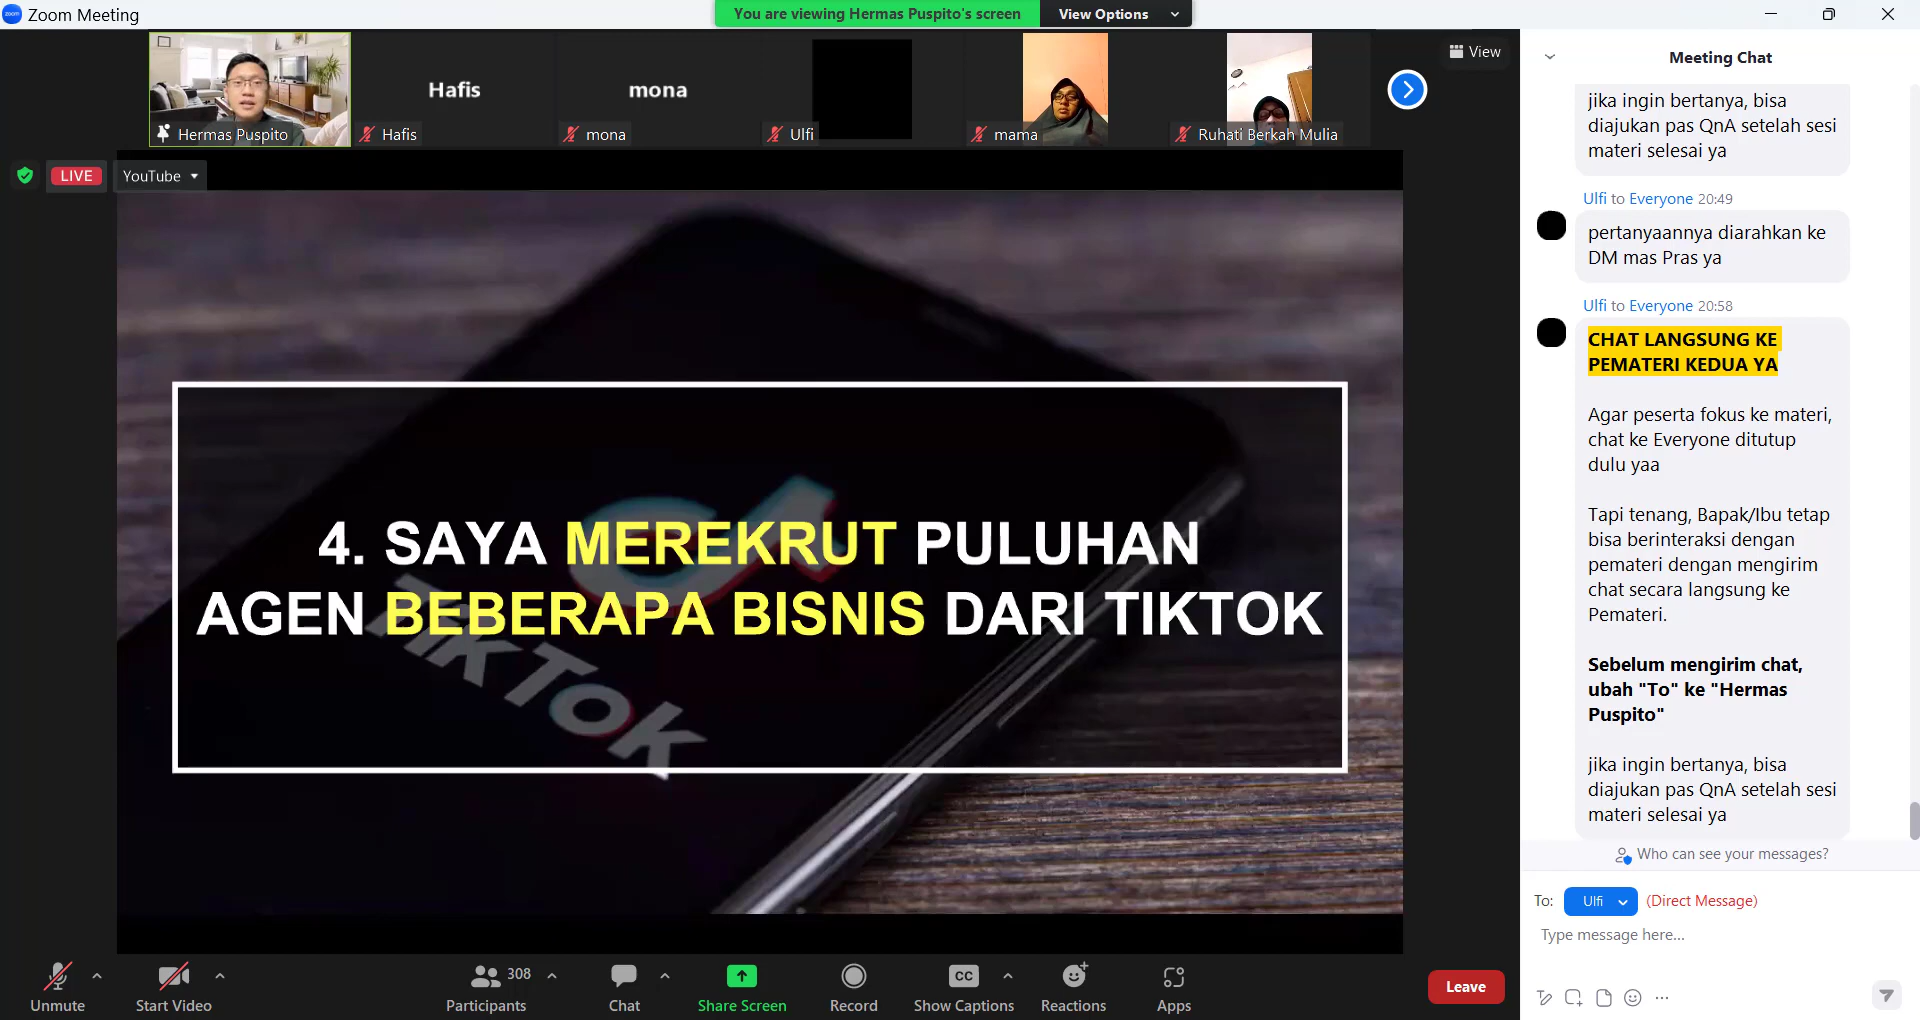 Zoom Meeting
You are viewing Hermas Puspito's screen
View Options
Hermas Puspito
Hafis
Hafis
mona
mona
Ulfi
mama
Ruhati Berkah Mulia
View
LIVE
YouTube
4. SAYA MEREKRUT PULUHAN
AGEN BEBERAPA BISNIS DARI TIKTOK
TikTok
Meeting Chat
jika ingin bertanya, bisa
diajukan pas QnA setelah sesi
materi selesai ya
Ulfi to Everyone 20:49
pertanyaannya diarahkan ke
DM mas Pras ya
Ulfi to Everyone 20:58
CHAT LANGSUNG KE
PEMATERI KEDUA YA
Agar peserta fokus ke materi,
chat ke Everyone ditutup
dulu yaa
Tapi tenang, Bapak/Ibu tetap
bisa berinteraksi dengan
pemateri dengan mengirim
chat secara langsung ke
Pemateri.
Sebelum mengirim chat,
ubah "To" ke "Hermas
Puspito"
jika ingin bertanya, bisa
diajukan pas QnA setelah sesi
materi selesai ya
Who can see your messages?
To: Ulfi (Direct Message)
Type message here...
Unmute
Start Video
308
Participants
Chat
Share Screen
Record
CC
Show Captions
Reactions
Apps
Leave